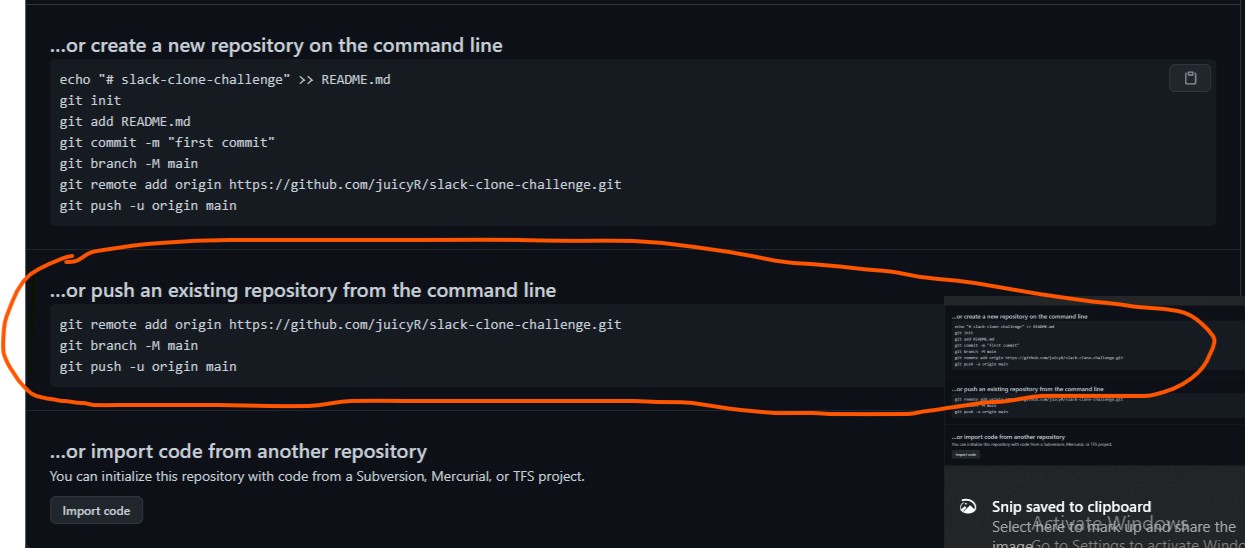 ...or create a new repository on the command line
echo "# slack-clone-challenge" >> README.md
git init
git add README.md
git commit -m "first commit"
git branch -M main
git remote add origin https://github.com/juicyR/slack-clone-challenge.git
git push -u origin main
...or push an existing repository from the command line
git remote add origin https://github.com/juicyR/slack-clone-challenge.git
git branch -M main
git push -u origin main
...or import code from another repository
You can initialize this repository with code from a Subversion, Mercurial, or TFS project.
Import code
...or create a new repository on the command line
echo "# slack-clone-challenge" >> README.md
git init
git add README.md
git commit -m "first commit"
git branch -M main
git remote add origin https://github.com/juicyR/slack-clone-challenge.git
git push -u origin main
...or push an existing repository from the command line
git remote add origin https://github.com/juicyR/slack-clone-challenge.git
git push -u origin main
...or import code from another repository
You can initialize this repository with code from a Subversion, Mercurial, or TFS project.
Import code
Snip saved to clipboard
Select here to mark up and share the
image
Activate Windows
Go to Settings to activate Windo